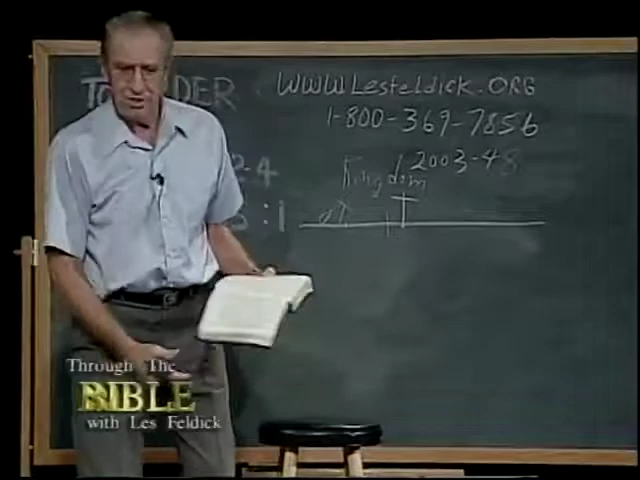 WWW.Lesfeldick.ORG
1-800-369-7856
2003-48
Kingdom
Through The
BIBLE
with Les Feldick